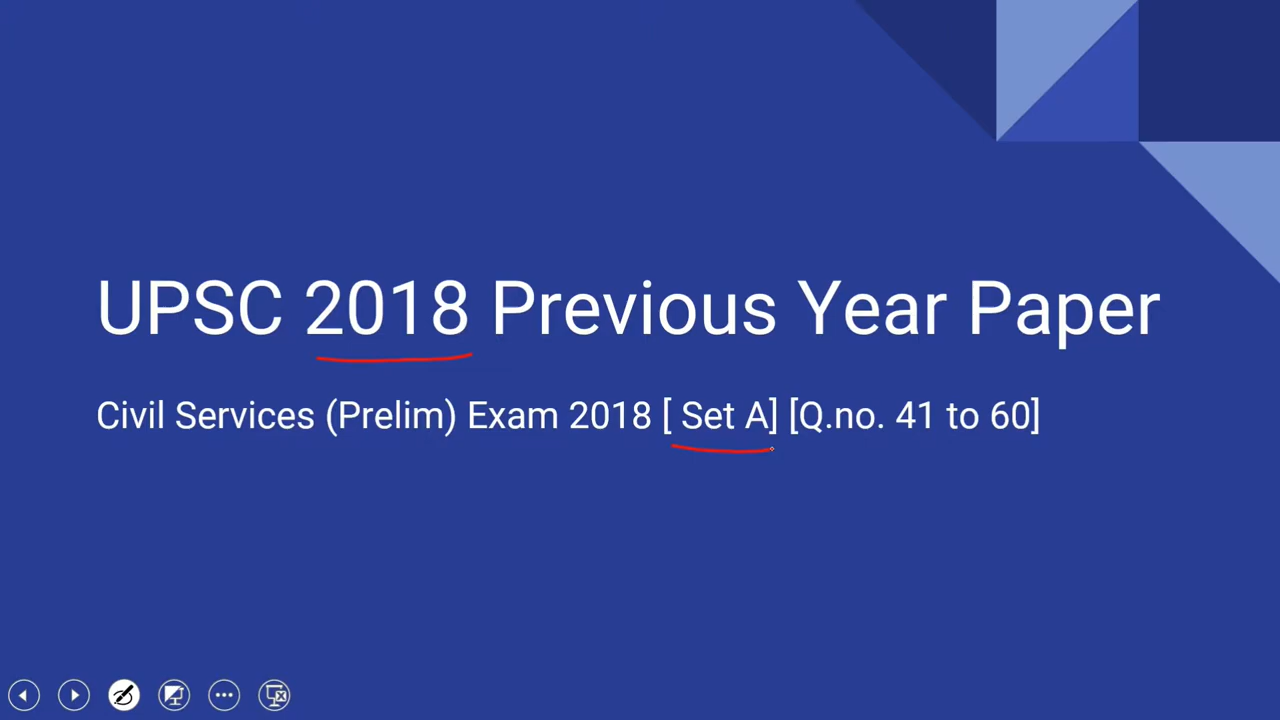 UPSC 2018 Previous Year Paper
Civil Services (Prelim) Exam 2018 [ Set A] [Q.no. 41 to 60]